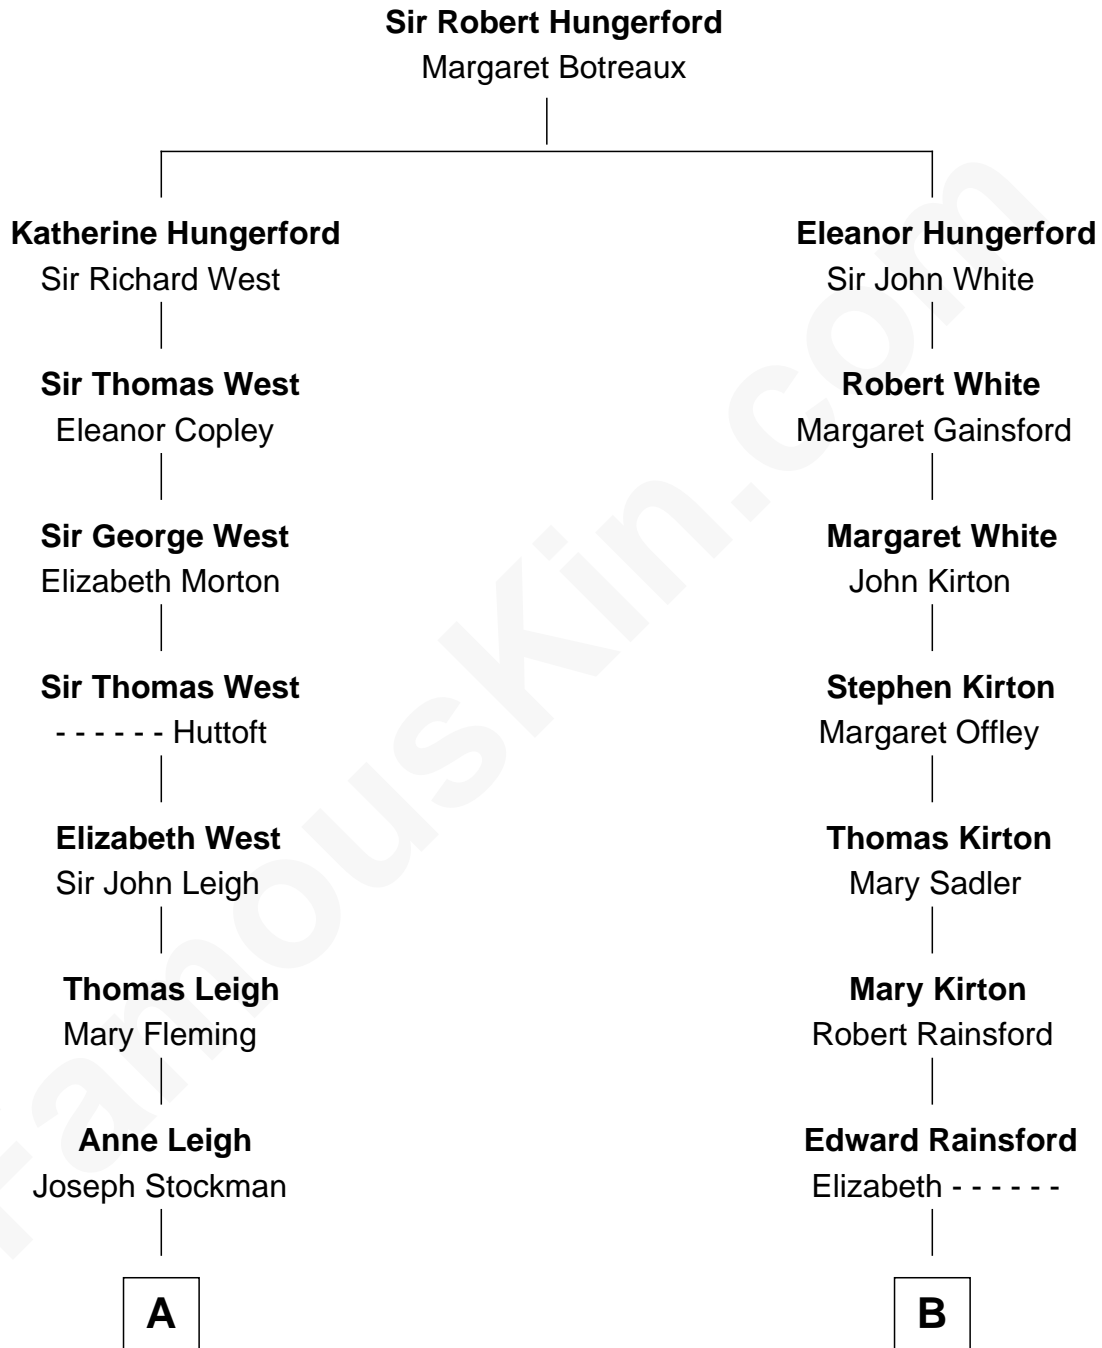 Sir Robert Hungerford
Margaret Botreaux
Katherine Hungerford
Sir Richard West
Eleanor Hungerford
Sir John White
Sir Thomas West
Eleanor Copley
Robert White
Margaret Gainsford
Sir George West
Elizabeth Morton
Margaret White
John Kirton
Sir Thomas West
- - - - - - Huttoft
Stephen Kirton
Margaret Offley
Elizabeth West
Sir John Leigh
Thomas Kirton
Mary Sadler
Thomas Leigh
Mary Fleming
Mary Kirton
Robert Rainsford
Anne Leigh
Joseph Stockman
Edward Rainsford
Elizabeth - - - - - -
A
B
FamousKin.com